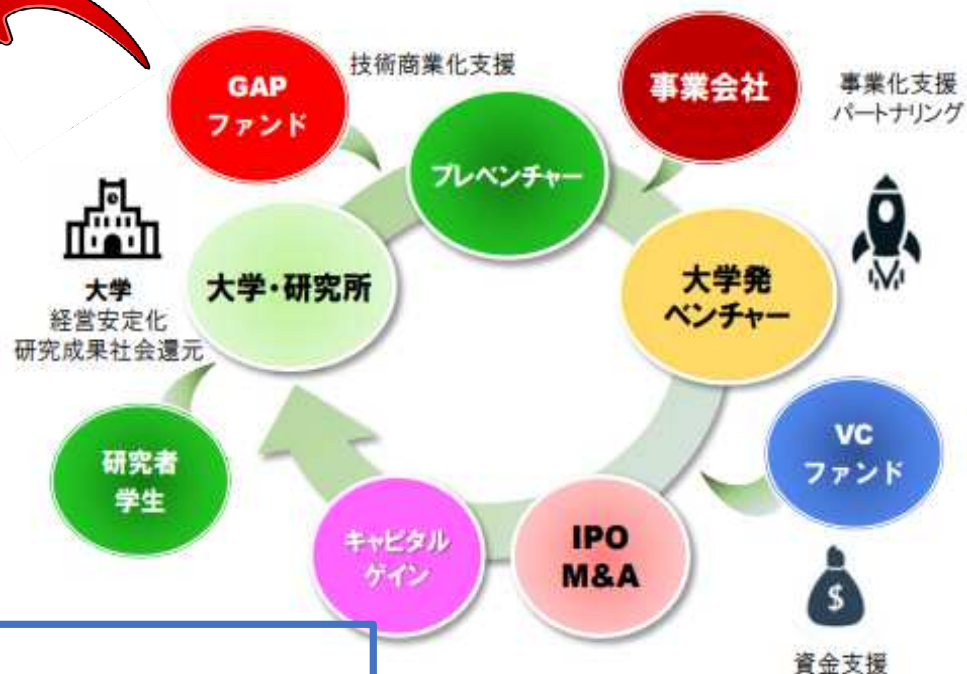 GAP
ファンド
技術商業化支援
事業会社
事業化支援
パートナリング
プレベンチャー
大学・研究所
大学発
ベンチャー
大学
経営安定化
研究成果社会還元
研究者
学生
VC
ファンド
キャピタル
ゲイン
IPO
M&A
$
資金支援